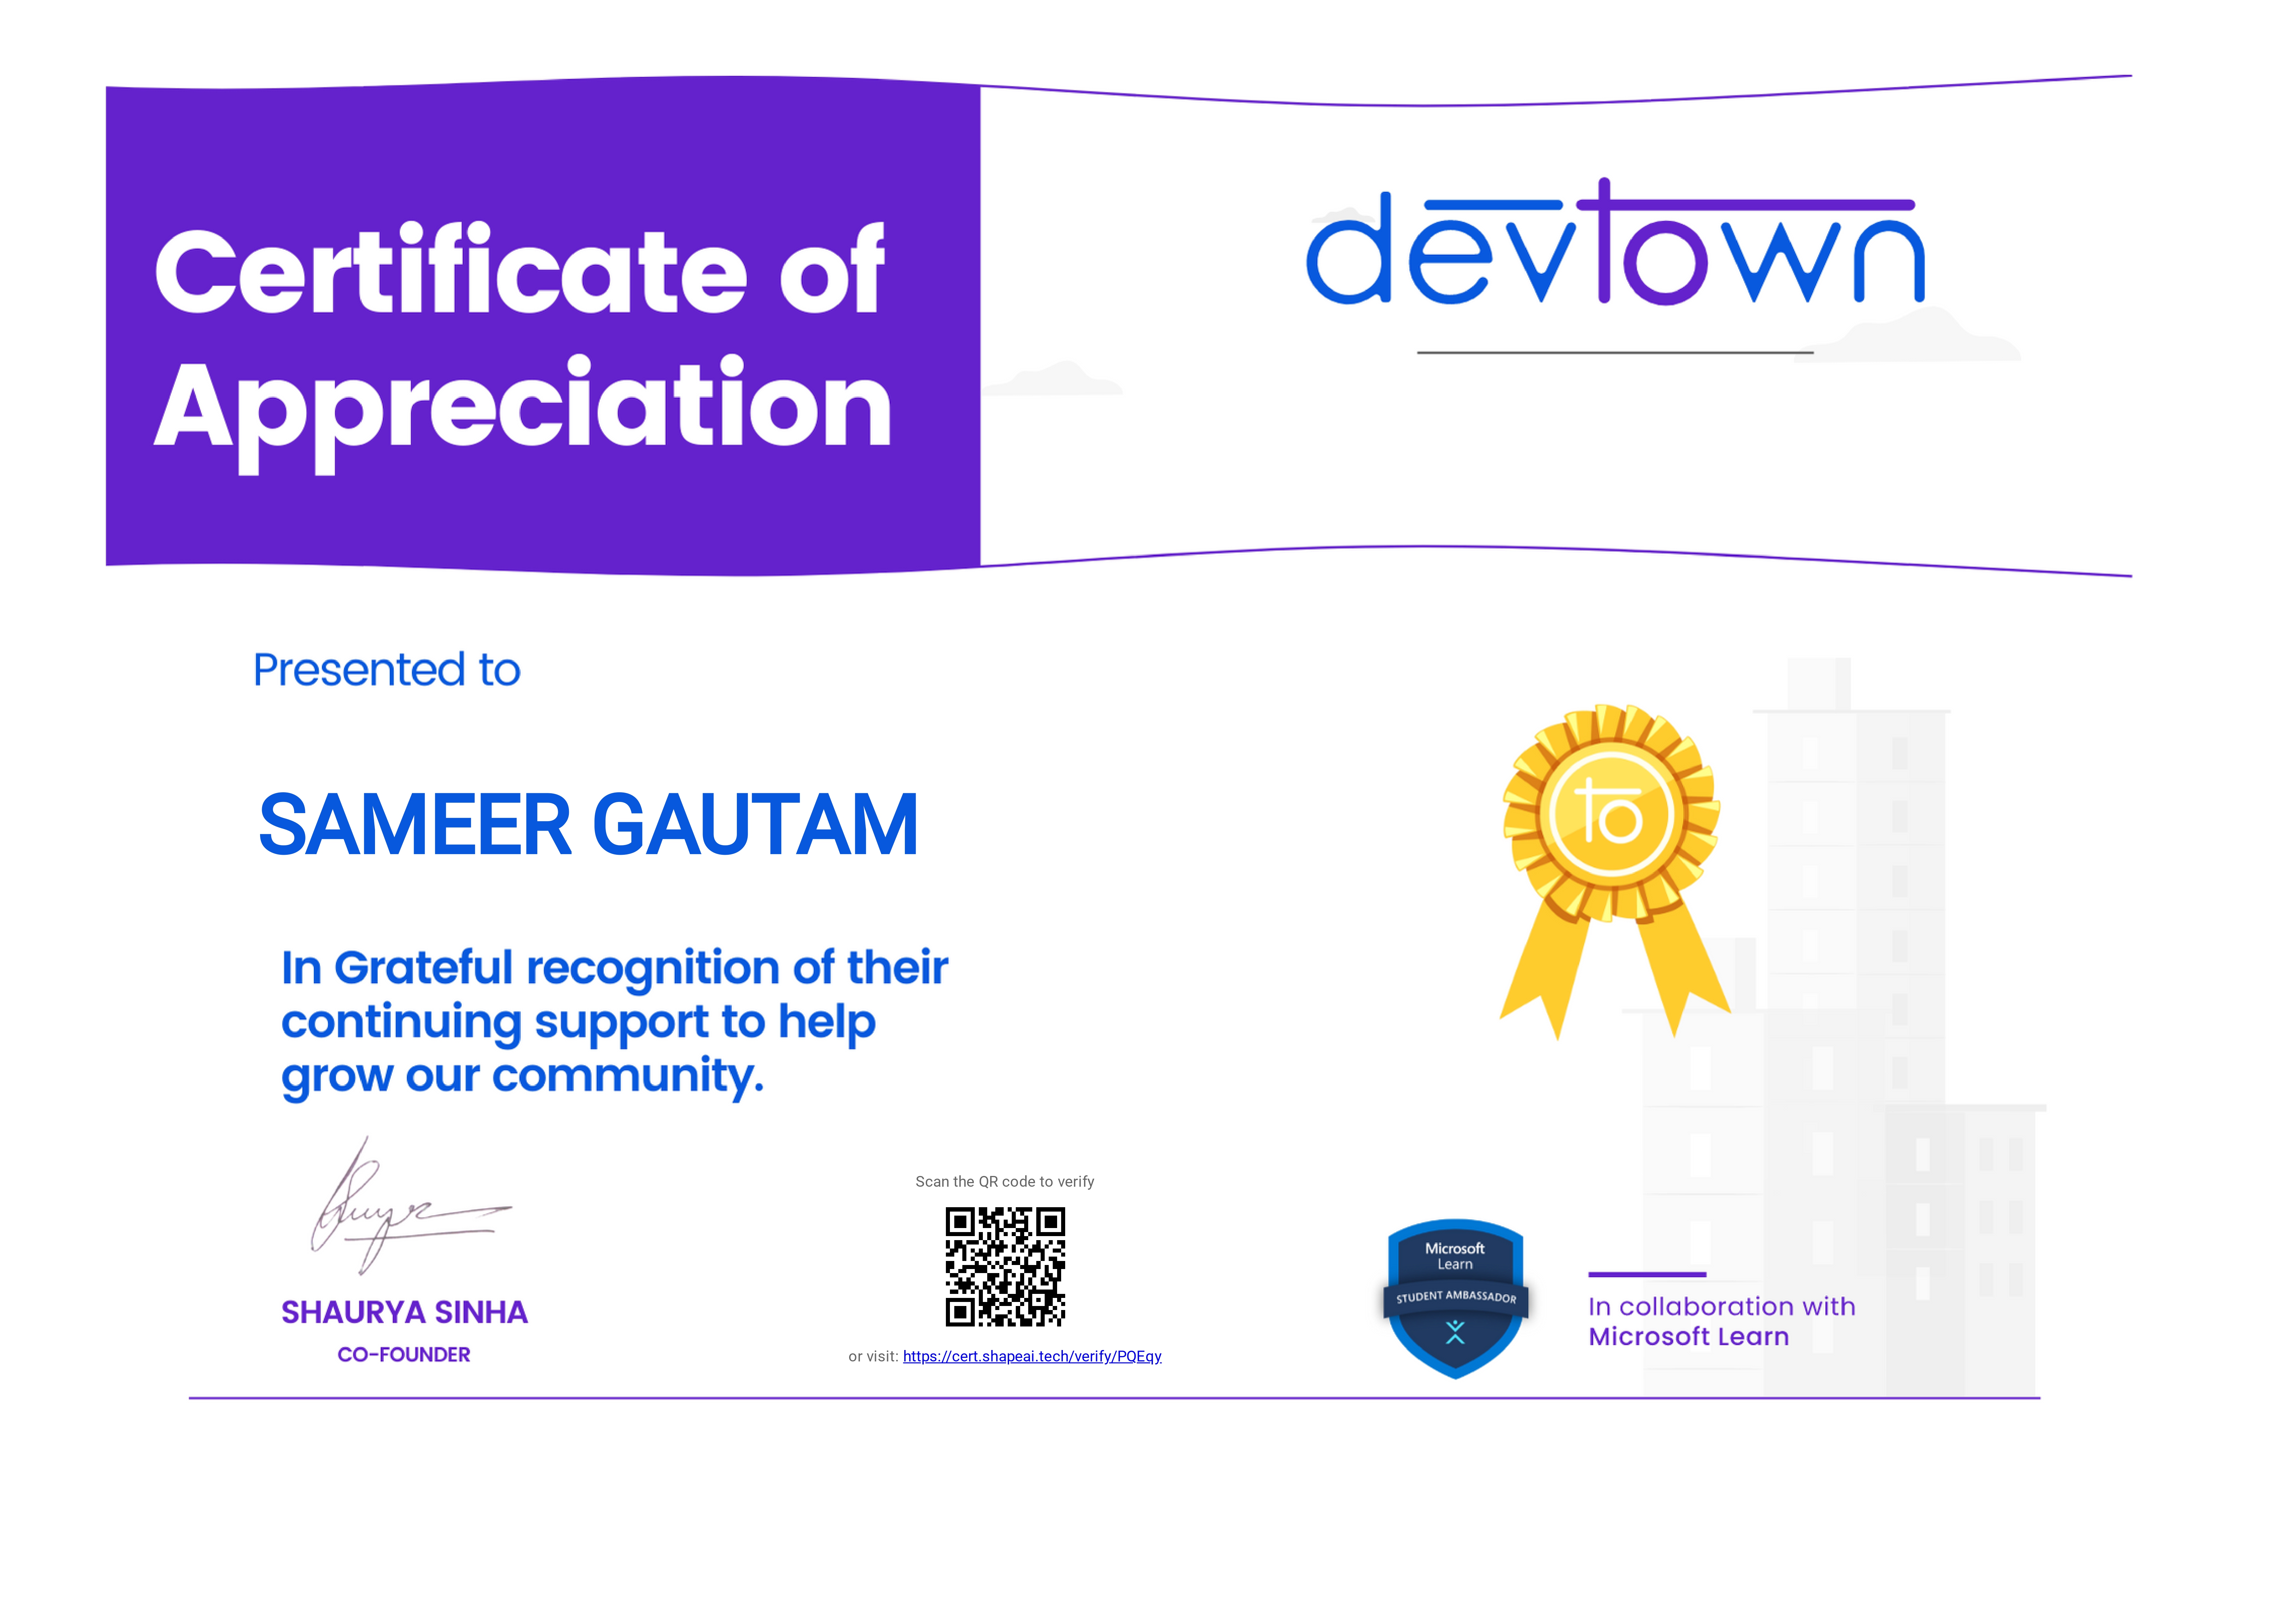 Certificate of
Appreciation
devtown
Presented to
SAMEER GAUTAM
to
In Grateful recognition of their
continuing support to help
grow our community.
SHAURYA SINHA
CO-FOUNDER
Scan the QR code to verify
or visit: https://cert.shapeai.tech/verify/PQEqy
Microsoft
Learn
STUDENT AMBASSADOR
In collaboration with
Microsoft Learn